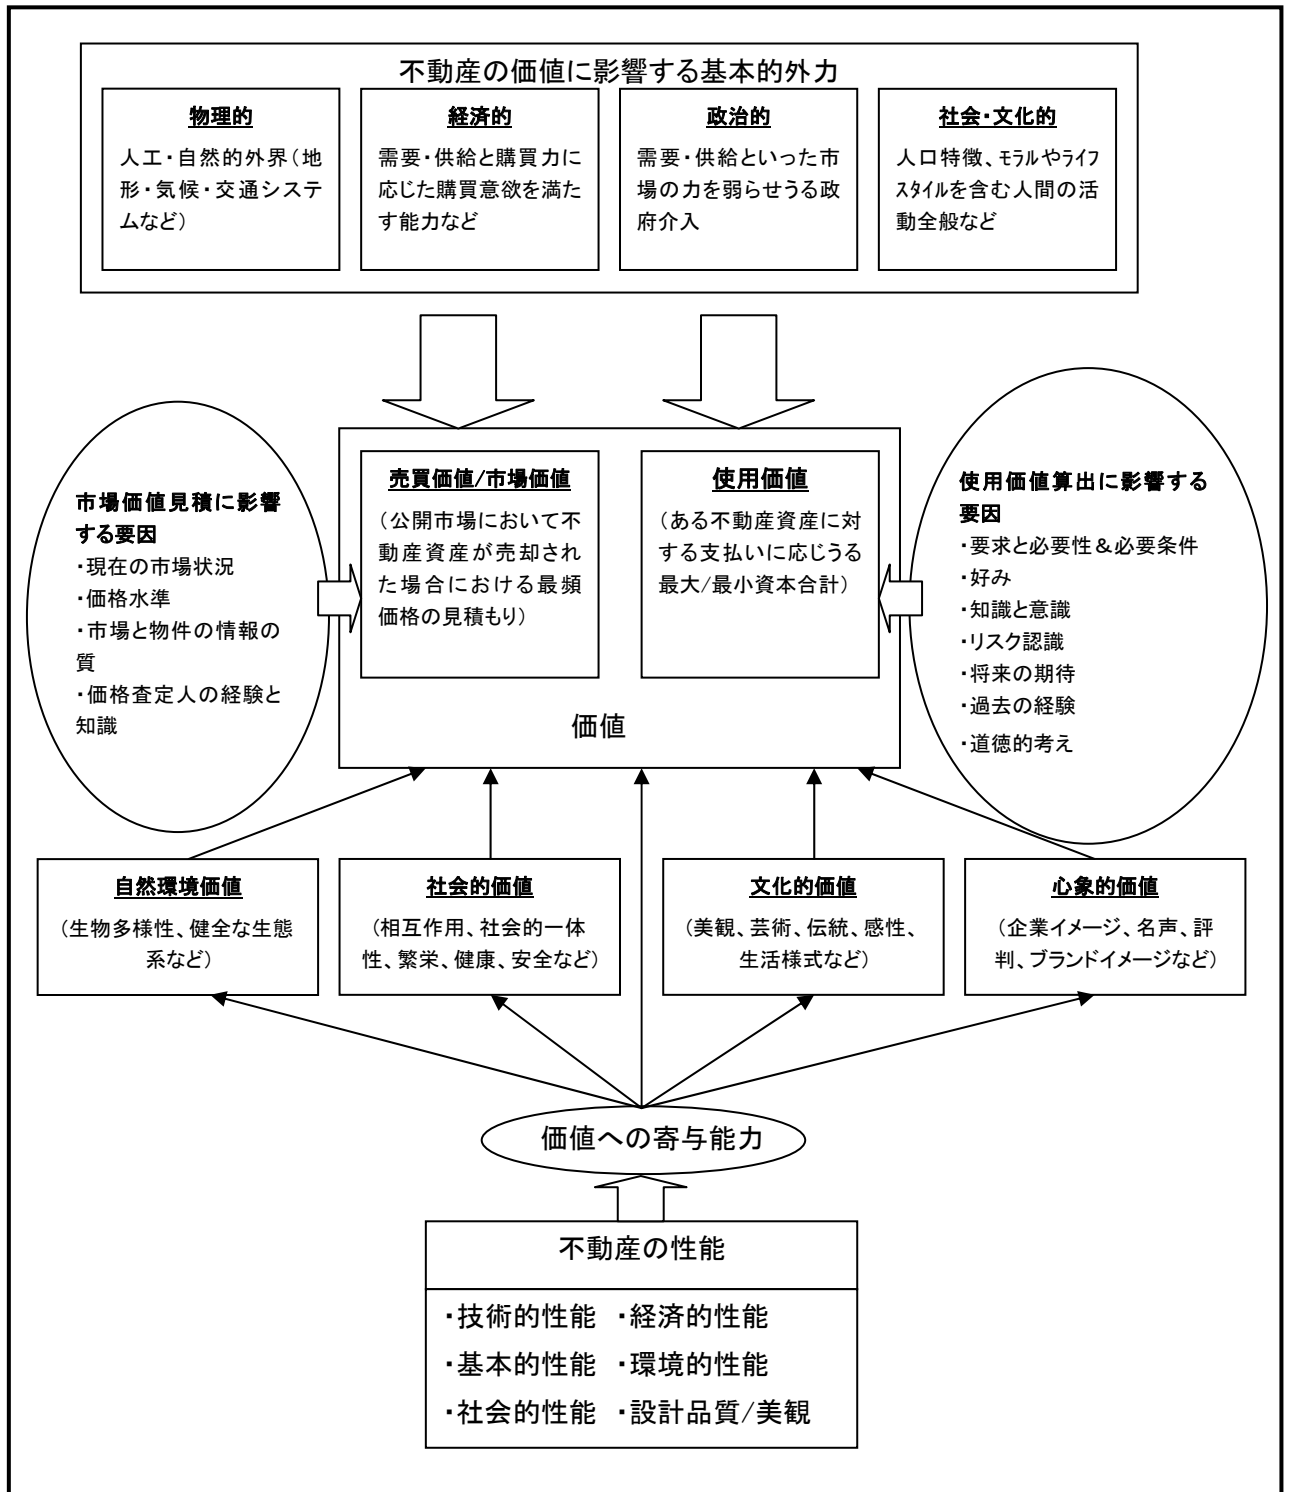 不動産の価値に影響する基本的外力
物理的
人工・自然的外界（地
形・気候・交通システ
ムなど）
経済的
需要・供給と購買力に
応じた購買意欲を満た
す能力など
政治的
需要・供給といった市
場の力を弱らせうる政
府介入
社会・文化的
人口特徴、ﾓﾗﾙやﾗｲﾌ
ｽﾀｲﾙを含む人間の活
動全般など
市場価値見積に影響
する要因
・現在の市場状況
・価格水準
・市場と物件の情報の
質
・価格査定人の経験と
知識
売買価値/市場価値
（公開市場において不
動産資産が売却され
た場合における最頻
価格の見積もり）
使用価値
（ある不動産資産に対
する支払いに応じうる
最大/最小資本合計）
価値
使用価値算出に影響する
要因
・要求と必要性＆必要条件
・好み
・知識と意識
・リスク認識
・将来の期待
・過去の経験
・道徳的考え
自然環境価値
（生物多様性、健全な生態
系など）
社会的価値
（相互作用、社会的一体
性、繁栄、健康、安全など）
文化的価値
（美観、芸術、伝統、感性、
生活様式など）
心象的価値
（企業イメージ、名声、評
判、ブランドイメージなど）
価値への寄与能力
不動産の性能
・技術的性能 ・経済的性能
・基本的性能 ・環境的性能
・社会的性能 ・設計品質/美観